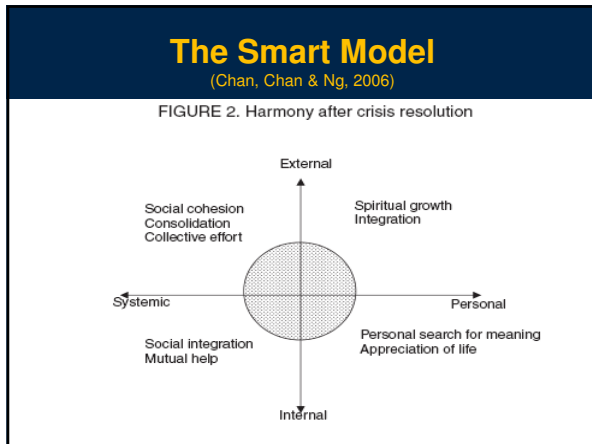 The Smart Model
(Chan, Chan & Ng, 2006)
FIGURE 2. Harmony after crisis resolution
External
Social cohesion
Consolidation
Collective effort
Spiritual growth
Integration
Systemic
Personal
Social integration
Mutual help
Personal search for meaning
Appreciation of life
Internal